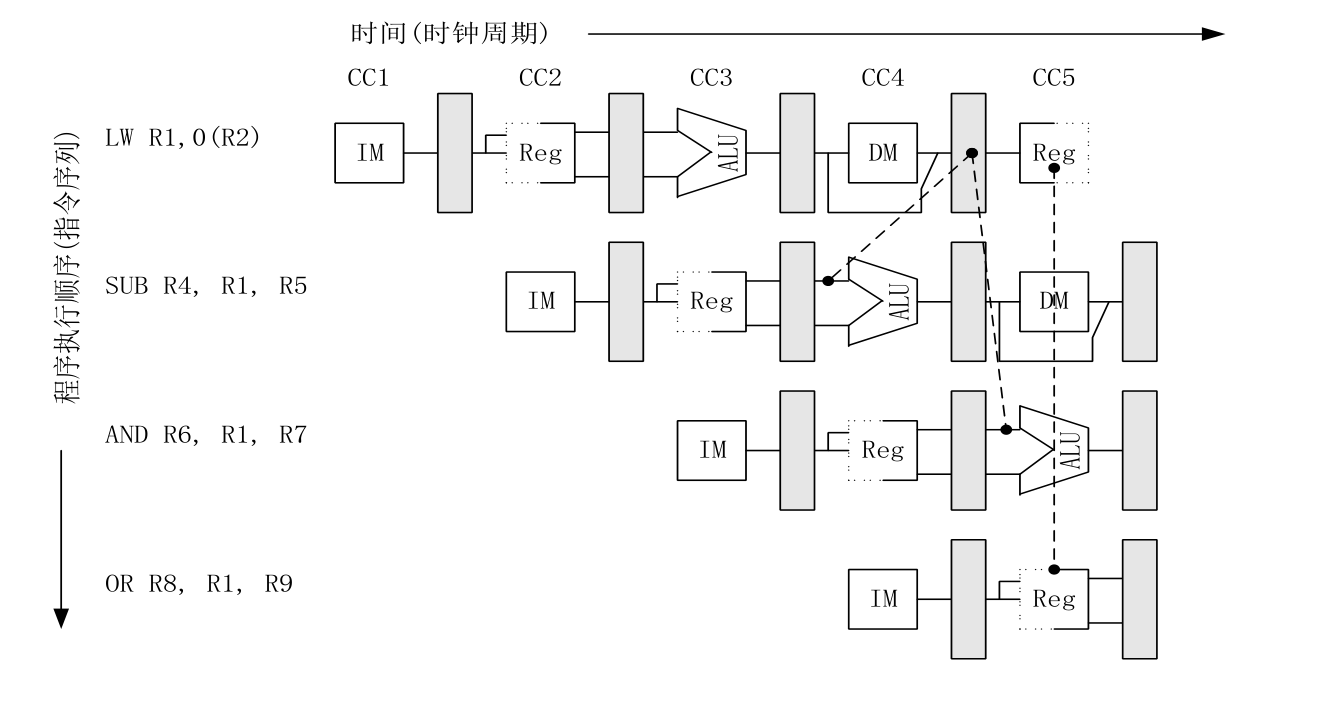 时间(时钟周期)
CC1 CC2 CC3 CC4 CC5
程序执行顺序(指令序列)
LW R1,0(R2) IM Reg ALU DM Reg
SUB R4, R1, R5 IM Reg ALU DM
AND R6, R1, R7 IM Reg ALU
OR R8, R1, R9 IM Reg